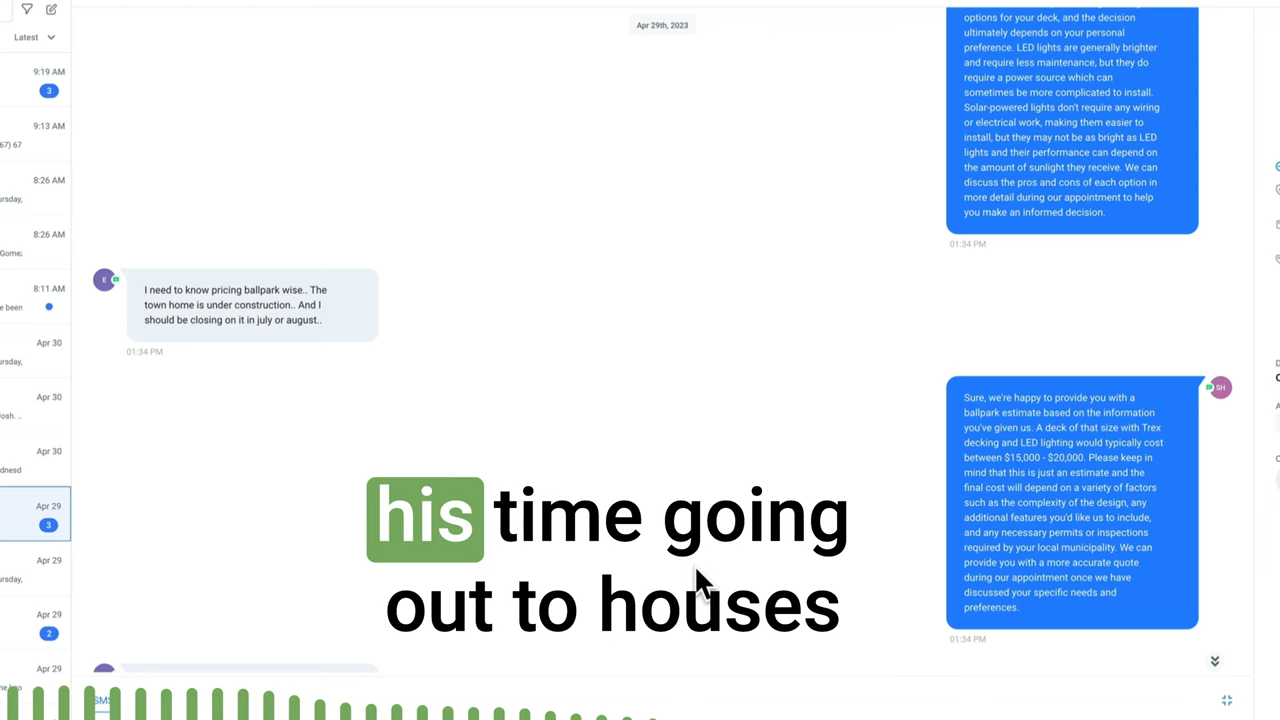 Latest
9:19 AM
3
9:13 AM
67) 67
8:26 AM
ursday,
8:26 AM
Gome;
8:11 AM
e been
Apr 30
ursday,
Apr 30
Josh. ..
Apr 30
dnesd
Apr 29
3
Apr 29
ursday,
Apr 29
2
Apr 29
Apr 29th, 2023
options for your deck, and the decision
ultimately depends on your personal
preference. LED lights are generally brighter
and require less maintenance, but they do
require a power source which can
sometimes be more complicated to install.
Solar-powered lights don't require any wiring
or electrical work, making them easier to
install, but they may not be as bright as LED
lights and their performance can depend on
the amount of sunlight they receive. We can
discuss the pros and cons of each option in
more detail during our appointment to help
you make an informed decision.
01:34 PM
E
I need to know pricing ballpark wise.. The
town home is under construction.. And I
should be closing on it in july or august..
01:34 PM
SH
Sure, we're happy to provide you with a
ballpark estimate based on the information
you've given us. A deck of that size with Trex
decking and LED lighting would typically cost
between $15,000 - $20,000. Please keep in
mind that this is just an estimate and the
final cost will depend on a variety of factors
such as the complexity of the design, any
additional features you'd like us to include,
and any necessary permits or inspections
required by your local municipality. We can
provide you with a more accurate quote
during our appointment once we have
discussed your specific needs and
preferences.
01:34 PM
his time going
out to houses
SMS